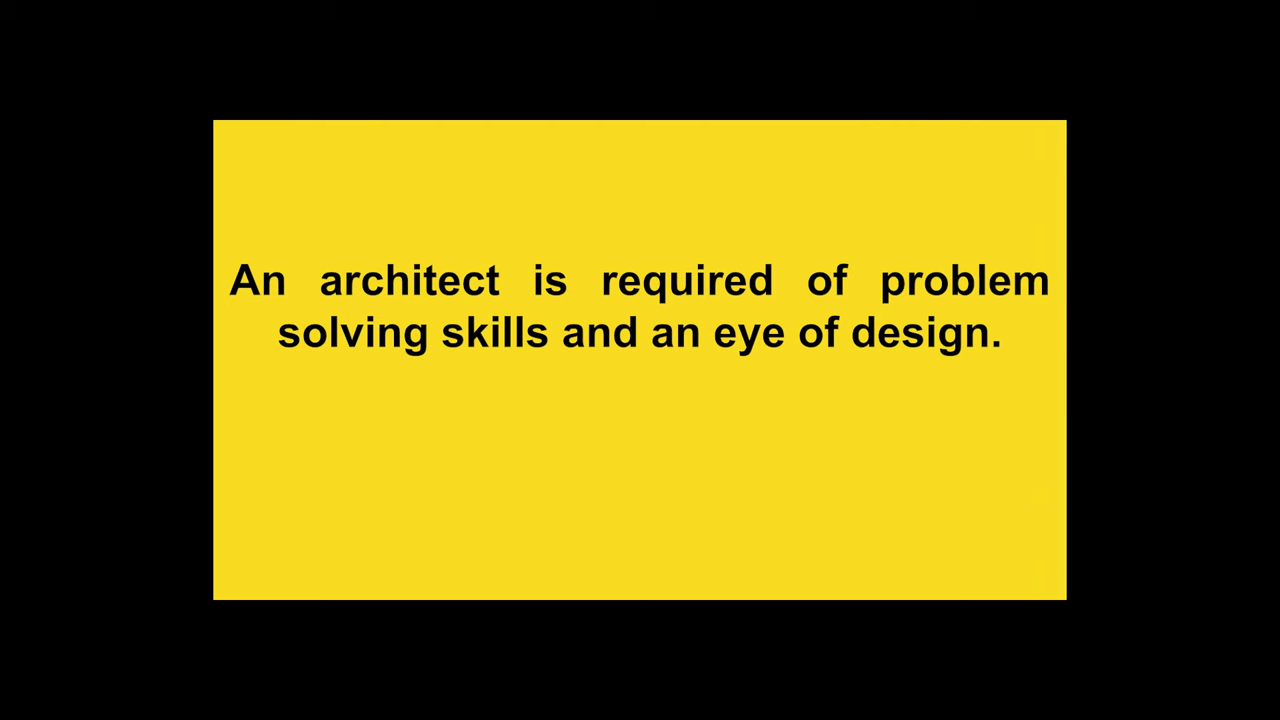 An architect is required of problem
solving skills and an eye of design.